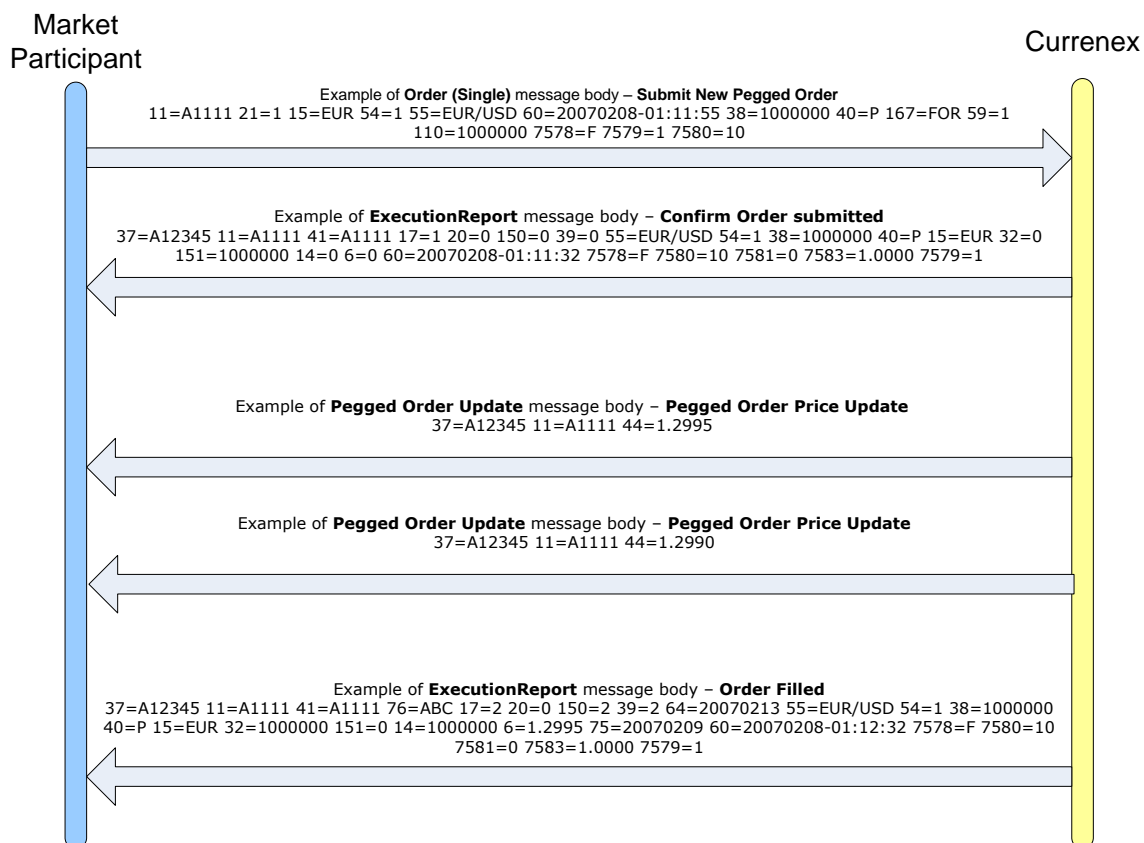 Market
Participant
Currenex
Example of Order (Single) message body – Submit New Pegged Order
11=A1111 21=1 15=EUR 54=1 55=EUR/USD 60=20070208-01:11:55 38=1000000 40=P 167=FOR 59=1
110=1000000 7578=F 7579=1 7580=10
Example of ExecutionReport message body – Confirm Order submitted
37=A12345 11=A1111 41=A1111 17=1 20=0 150=0 39=0 55=EUR/USD 54=1 38=1000000 40=P 15=EUR 32=0
151=1000000 14=0 6=0 60=20070208-01:11:32 7578=F 7580=10 7581=0 7583=1.0000 7579=1
Example of Pegged Order Update message body – Pegged Order Price Update
37=A12345 11=A1111 44=1.2995
Example of Pegged Order Update message body – Pegged Order Price Update
37=A12345 11=A1111 44=1.2990
Example of ExecutionReport message body – Order Filled
37=A12345 11=A1111 41=A1111 76=ABC 17=2 20=0 150=2 39=2 64=20070213 55=EUR/USD 54=1 38=1000000
40=P 15=EUR 32=1000000 151=0 14=1000000 6=1.2995 75=20070209 60=20070208-01:12:32 7578=F 7580=10
7581=0 7583=1.0000 7579=1